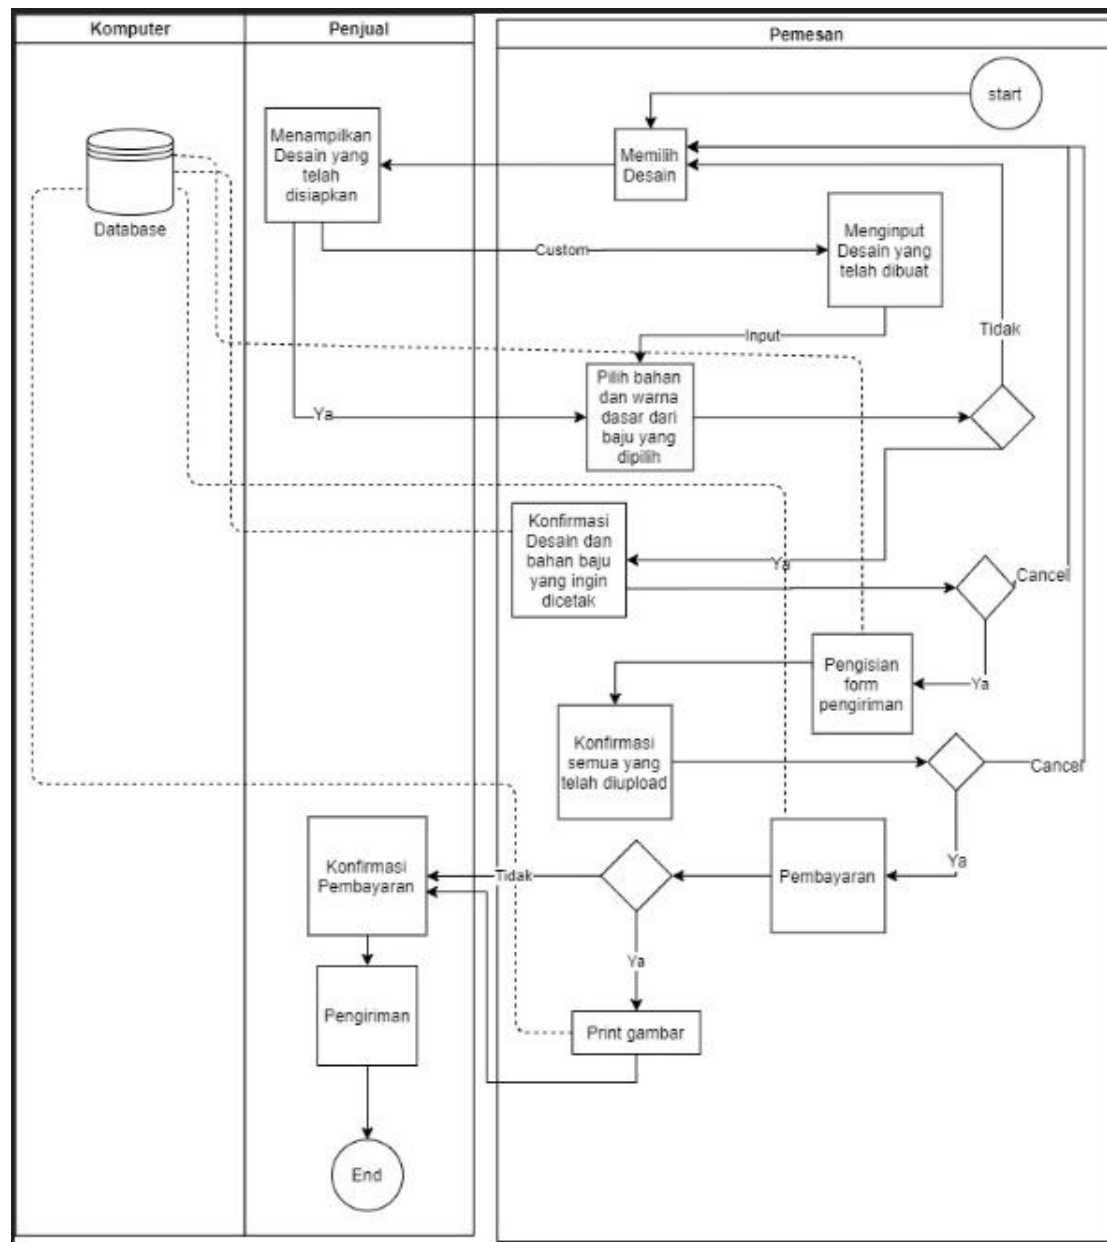 Komputer
Penjual
Pemesan
start
Menampilkan
Desain yang
telah
disiapkan
Memilih
Desain
Database
Custom
Menginput
Desain yang
telah dibuat
Input
Tidak
Pilih bahan
dan warna
dasar dari
baju yang
dipilih
Ya
Konfirmasi
Desain dan
bahan baju
yang ingin
dicetak
Ya
Cancel
Pengisian
form
pengiriman
Ya
Konfirmasi
semua yang
telah diupload
Cancel
Ya
Konfirmasi
Pembayaran
Tidak
Pembayaran
Ya
Pengiriman
Print gambar
End